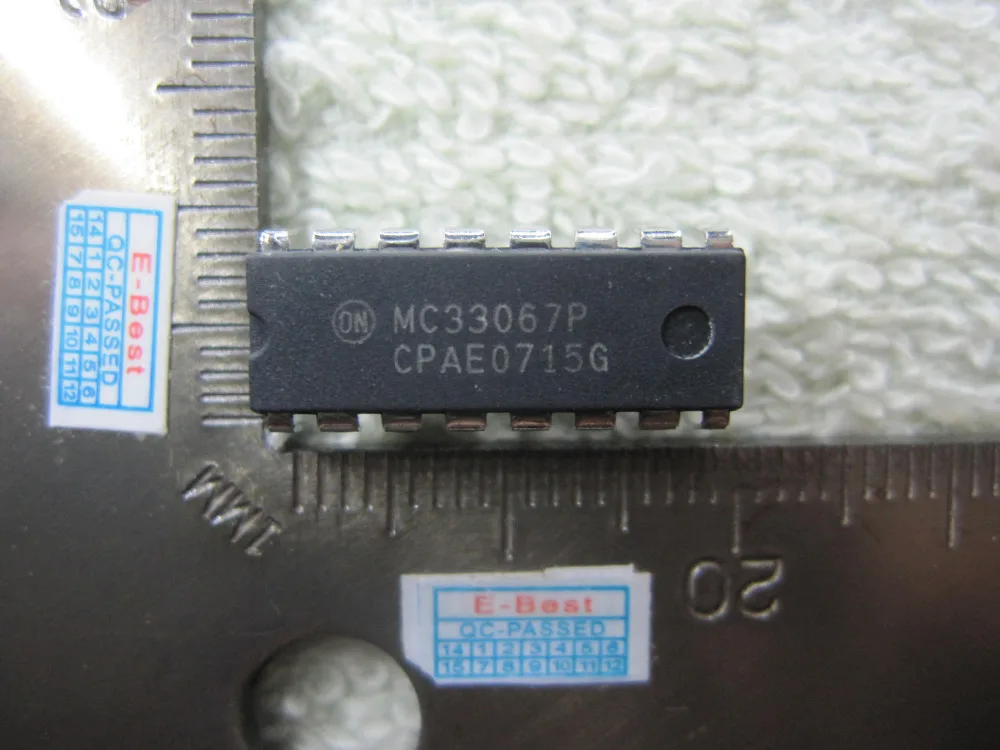 ON MC33067P
CPAE0715G
E-Best
QC-PASSED
14 1 2 3 4 5 6
15 7 8 9 10 11 12
1MM
20
E-Best
QC-PASSED
14 1 2 3 4 5 6
15 7 8 9 10 11 12